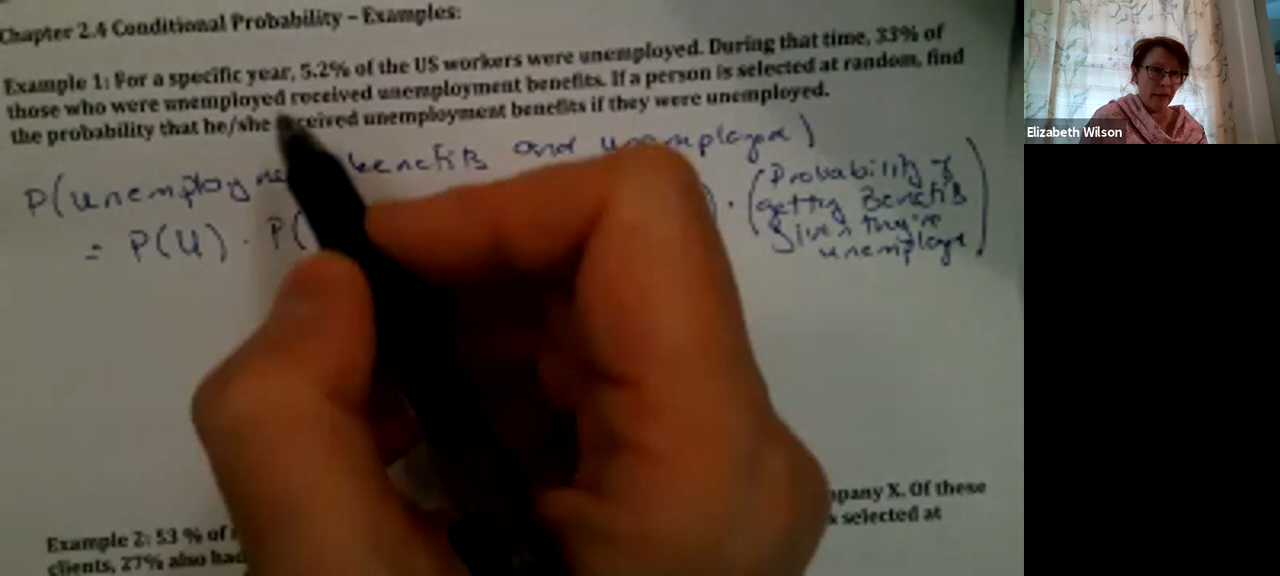 Chapter 2.4 Conditional Probability – Examples:
Example 1: For a specific year, 5.2% of the US workers were unemployed. During that time, 33% of
those who were unemployed received unemployment benefits. If a person is selected at random, find
the probability that he/she received unemployment benefits if they were unemployed.
P(unemployment benefits and unemployed)
= P(U) · P(
) · (Probability of
getting Benefits
given they're
unemploye)
Example 2: 53 % of
mpany X. Of these
clients, 27% also had
selected at
Elizabeth Wilson